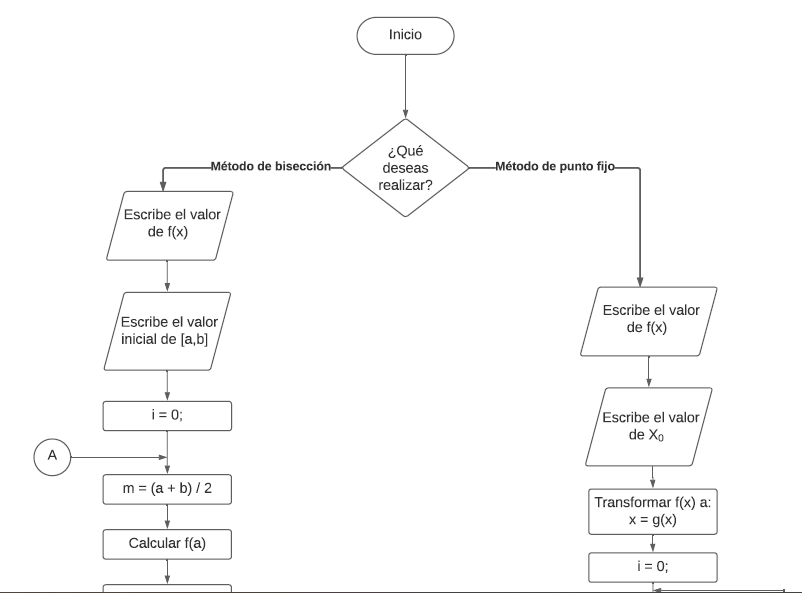 Inicio
¿Qué
deseas
realizar?
Método de bisección
Método de punto fijo
Escribe el valor
de f(x)
Escribe el valor
inicial de [a,b]
i = 0;
A
m = (a + b) / 2
Calcular f(a)
Escribe el valor
de f(x)
Escribe el valor
de X₀
Transformar f(x) a:
x = g(x)
i = 0;